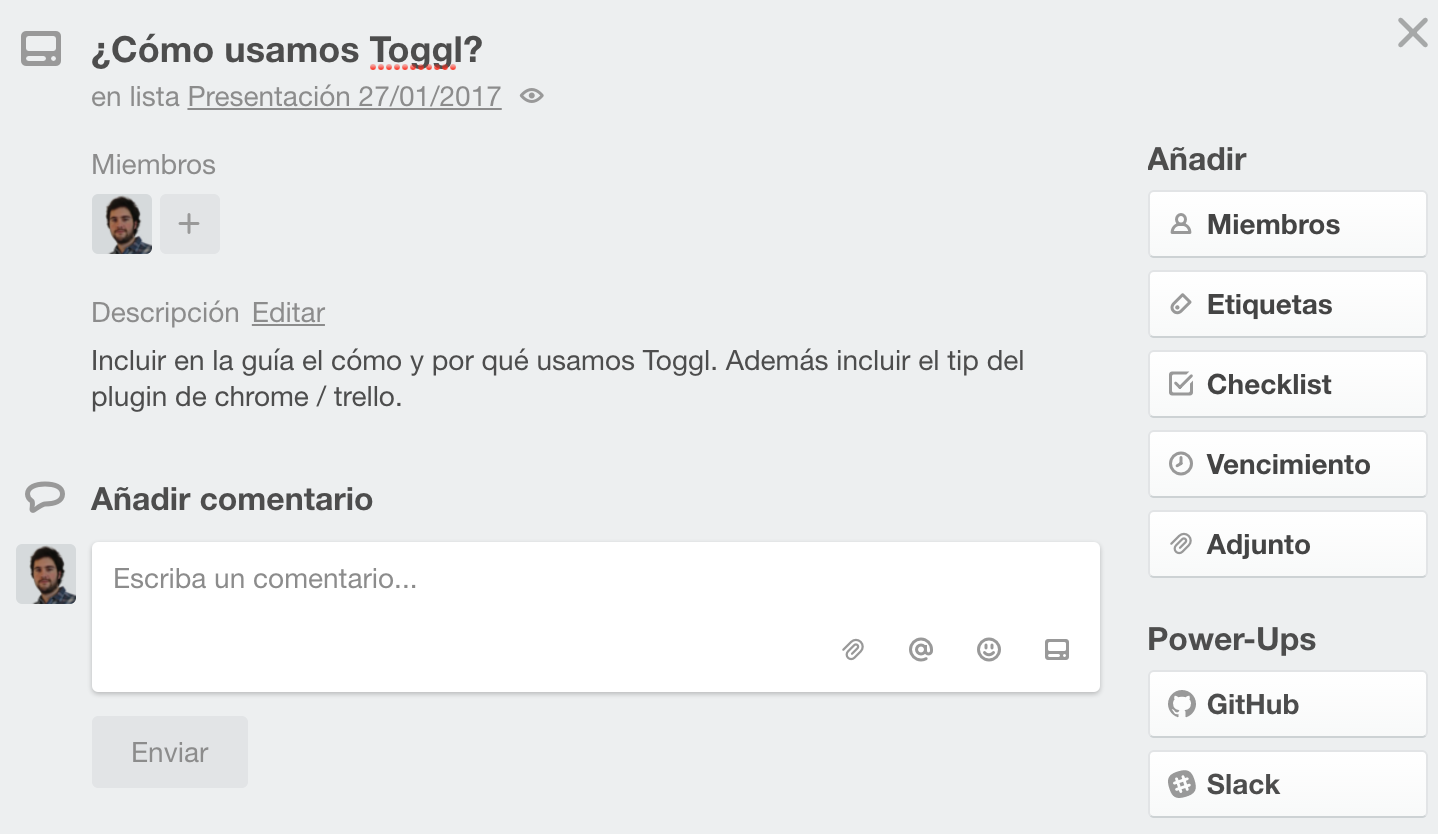 ¿Cómo usamos Toggl?
en lista Presentación 27/01/2017
Miembros
Descripción Editar
Incluir en la guía el cómo y por qué usamos Toggl. Además incluir el tip del
plugin de chrome / trello.
Añadir comentario
Escriba un comentario...
Enviar
Añadir
Miembros
Etiquetas
Checklist
Vencimiento
Adjunto
Power-Ups
GitHub
Slack